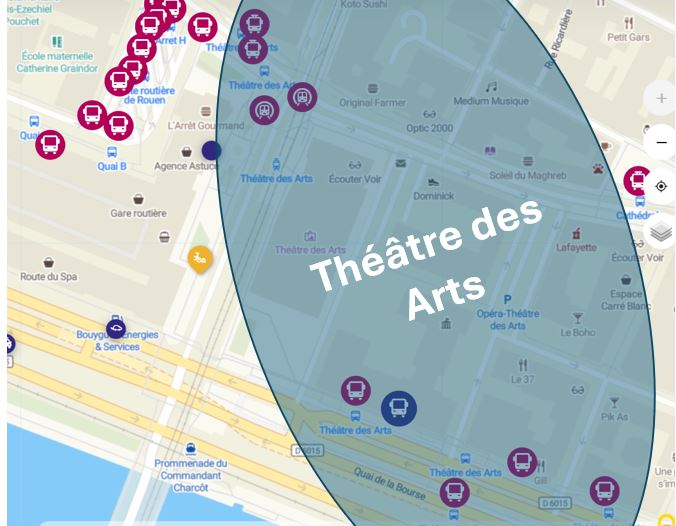 Koto Sushi
is-Ezechiel
Pouchet
Arret H
Théâtre des Arts
Rue Ricardière
Petit Gars
École maternelle
Catherine Graindor
Théâtre des Arts
te routière
de Rouen
Original Farmer
Medium Musique
L'Arrêt Gourmand
Optic 2000
Quai
Quai B
Agence Astuce
Théâtre des Arts
Écouter Voir
Soleil du Maghreb
Dominick
Cathédr
Gare routière
Théâtre des
Arts
Théâtre des Arts
Lafayette
Écouter Voir
Route du Spa
Espace
Carré Blanc
P
Opéra-Théâtre
des Arts
Le Boho
Bouygues Energies
& Services
Le 37
Pik As
Théâtre des Arts
D 6015
Promenade du
Commandant
Charcot
Quai de la Bourse
Théâtre des Arts
Gill
D 6015
Une p
s'im